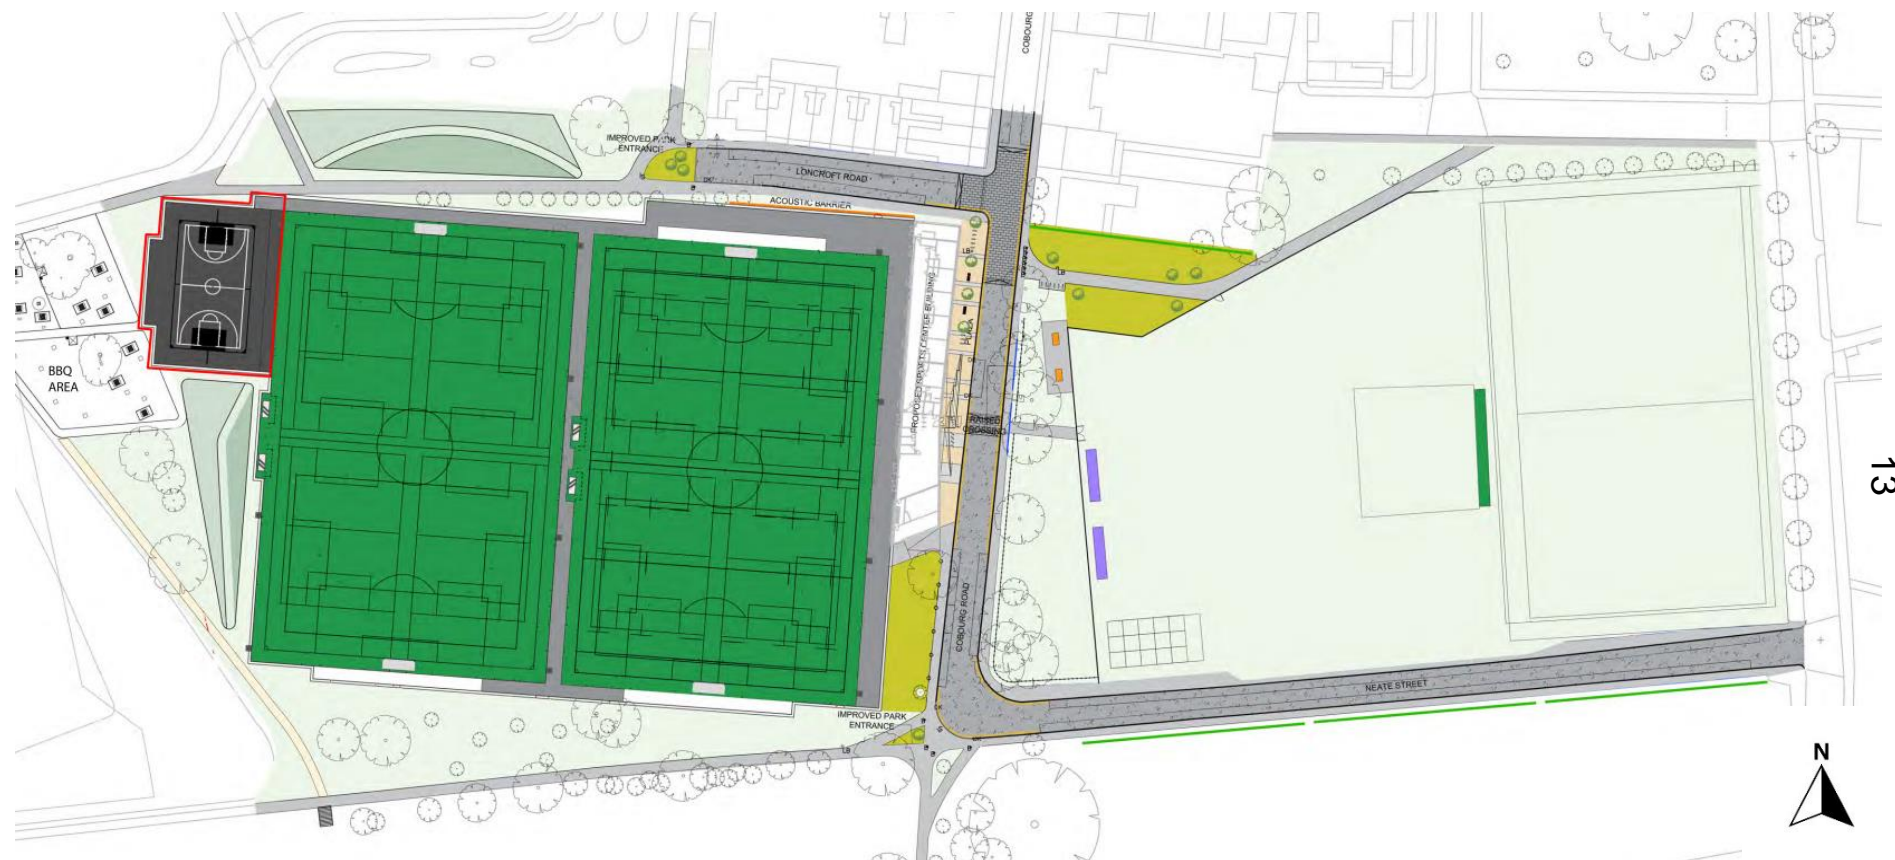 COBOURG
IMPROVED PARK
ENTRANCE
LONCROFT ROAD
ACOUSTIC BARRIER
PROPOSED SPORTS CENTER BUILDING
PLAZA
RAISED
CROSSING
BBQ
AREA
13
COBOURG ROAD
NEATE STREET
IMPROVED PARK
ENTRANCE
N